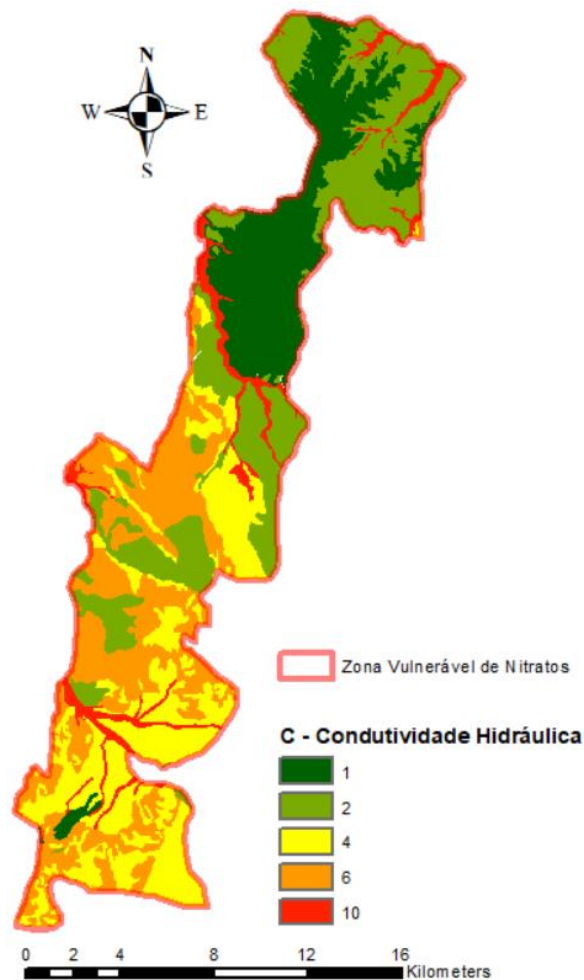 N
W E
S
Zona Vulnerável de Nitratos
C - Condutividade Hidráulica
1
2
4
6
10
0 2 4 8 12 16
Kilometers